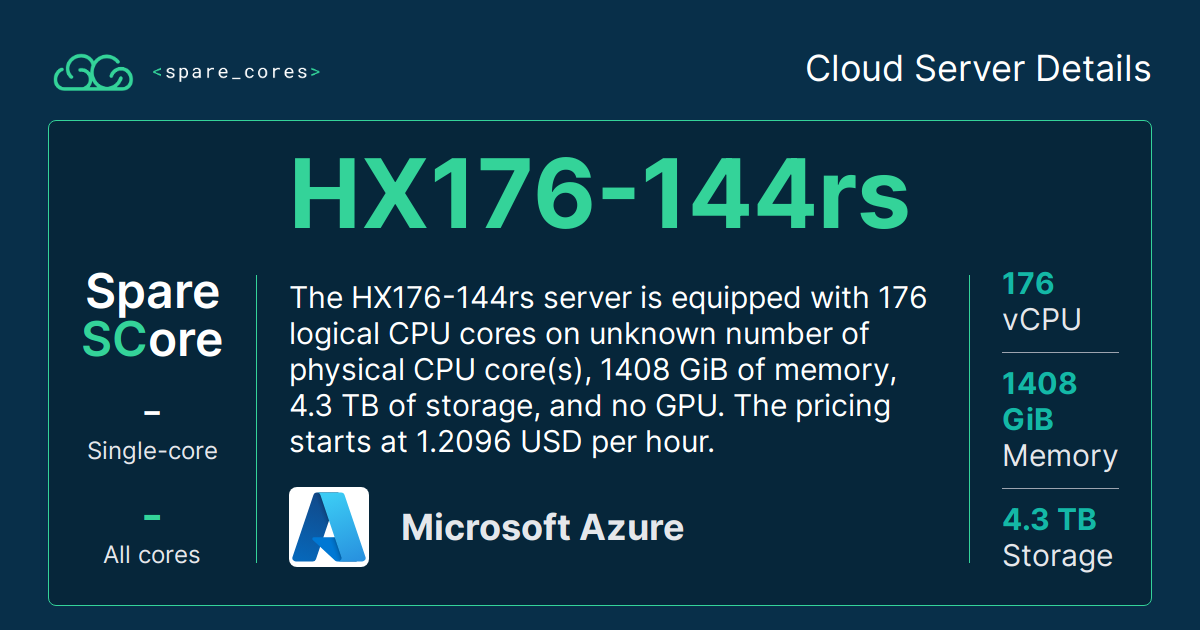 <spare_cores>
Cloud Server Details
HX176-144rs
Spare
SCore
–
Single-core
–
All cores
The HX176-144rs server is equipped with 176
logical CPU cores on unknown number of
physical CPU core(s), 1408 GiB of memory,
4.3 TB of storage, and no GPU. The pricing
starts at 1.2096 USD per hour.
Microsoft Azure
176
vCPU
1408
GiB
Memory
4.3 TB
Storage